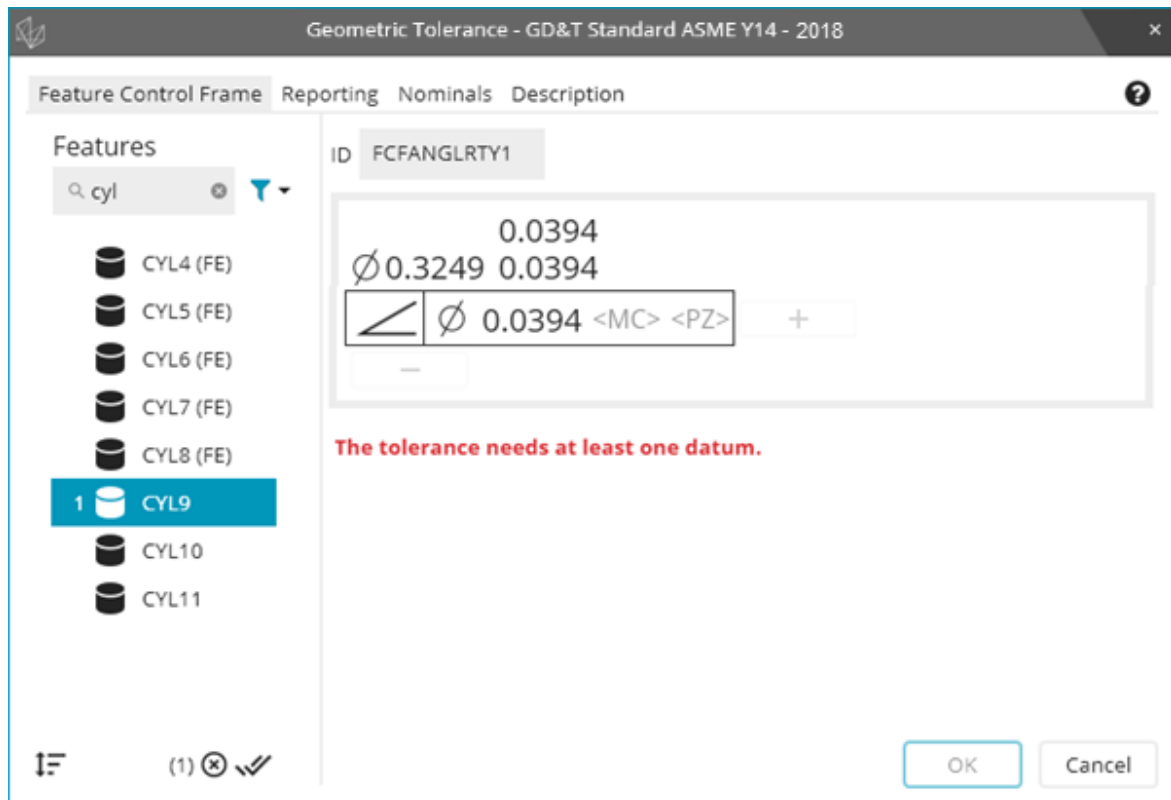 Geometric Tolerance - GD&T Standard ASME Y14 - 2018
Feature Control Frame Reporting Nominals Description
Features
cyl
CYL4 (FE)
CYL5 (FE)
CYL6 (FE)
CYL7 (FE)
CYL8 (FE)
1 CYL9
CYL10
CYL11
(1)
ID FCFANGLRTY1
0.0394
∅0.3249 0.0394
∠ ∅ 0.0394 <MC> <PZ> +
−
The tolerance needs at least one datum.
OK Cancel